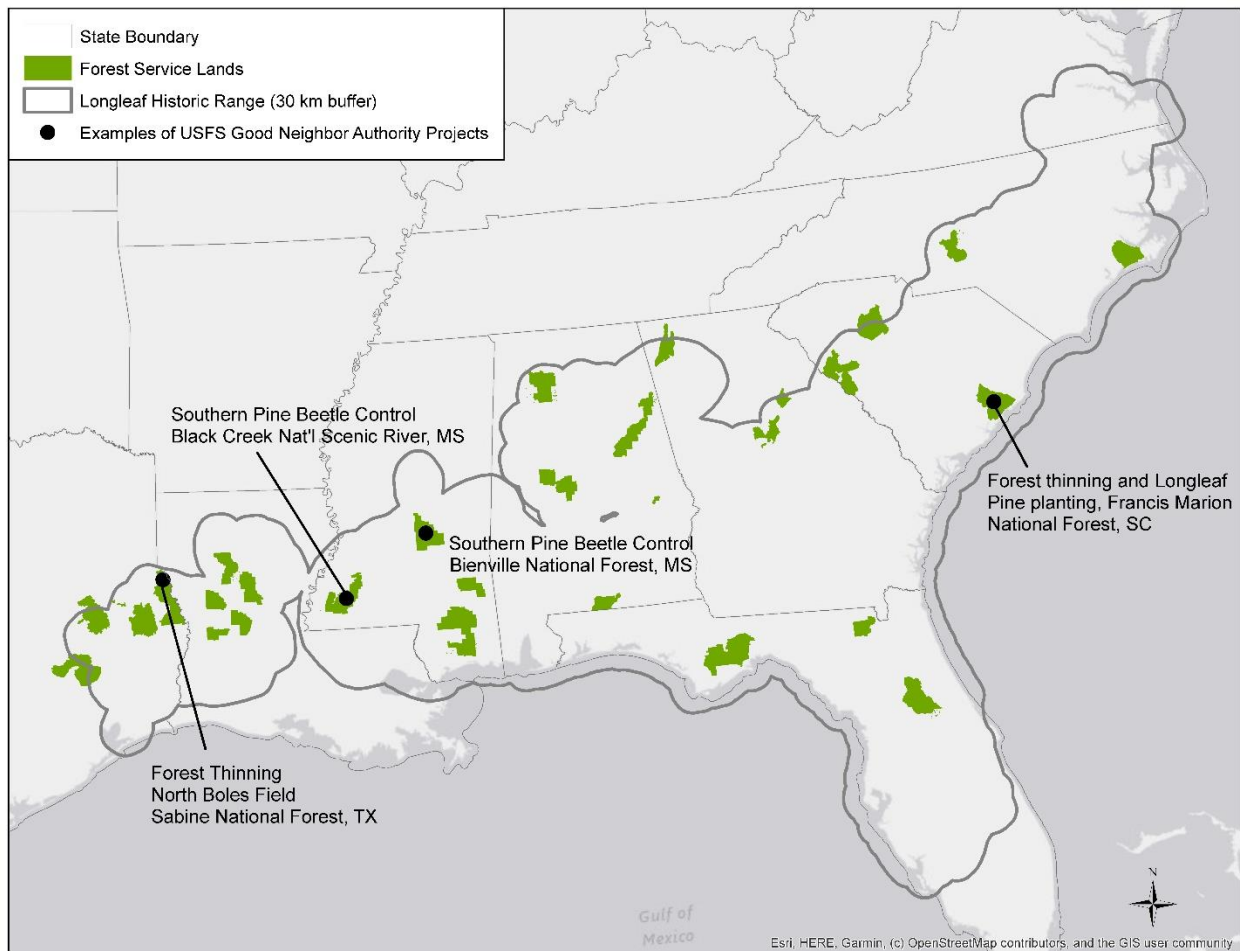 State Boundary
Forest Service Lands
Longleaf Historic Range (30 km buffer)
Examples of USFS Good Neighbor Authority Projects
Southern Pine Beetle Control
Black Creek Nat'l Scenic River, MS
Southern Pine Beetle Control
Bienville National Forest, MS
Forest thinning and Longleaf
Pine planting, Francis Marion
National Forest, SC
Forest Thinning
North Boles Field
Sabine National Forest, TX
N
Gulf of
Mexico
Esri, HERE, Garmin, (c) OpenStreetMap contributors, and the GIS user community